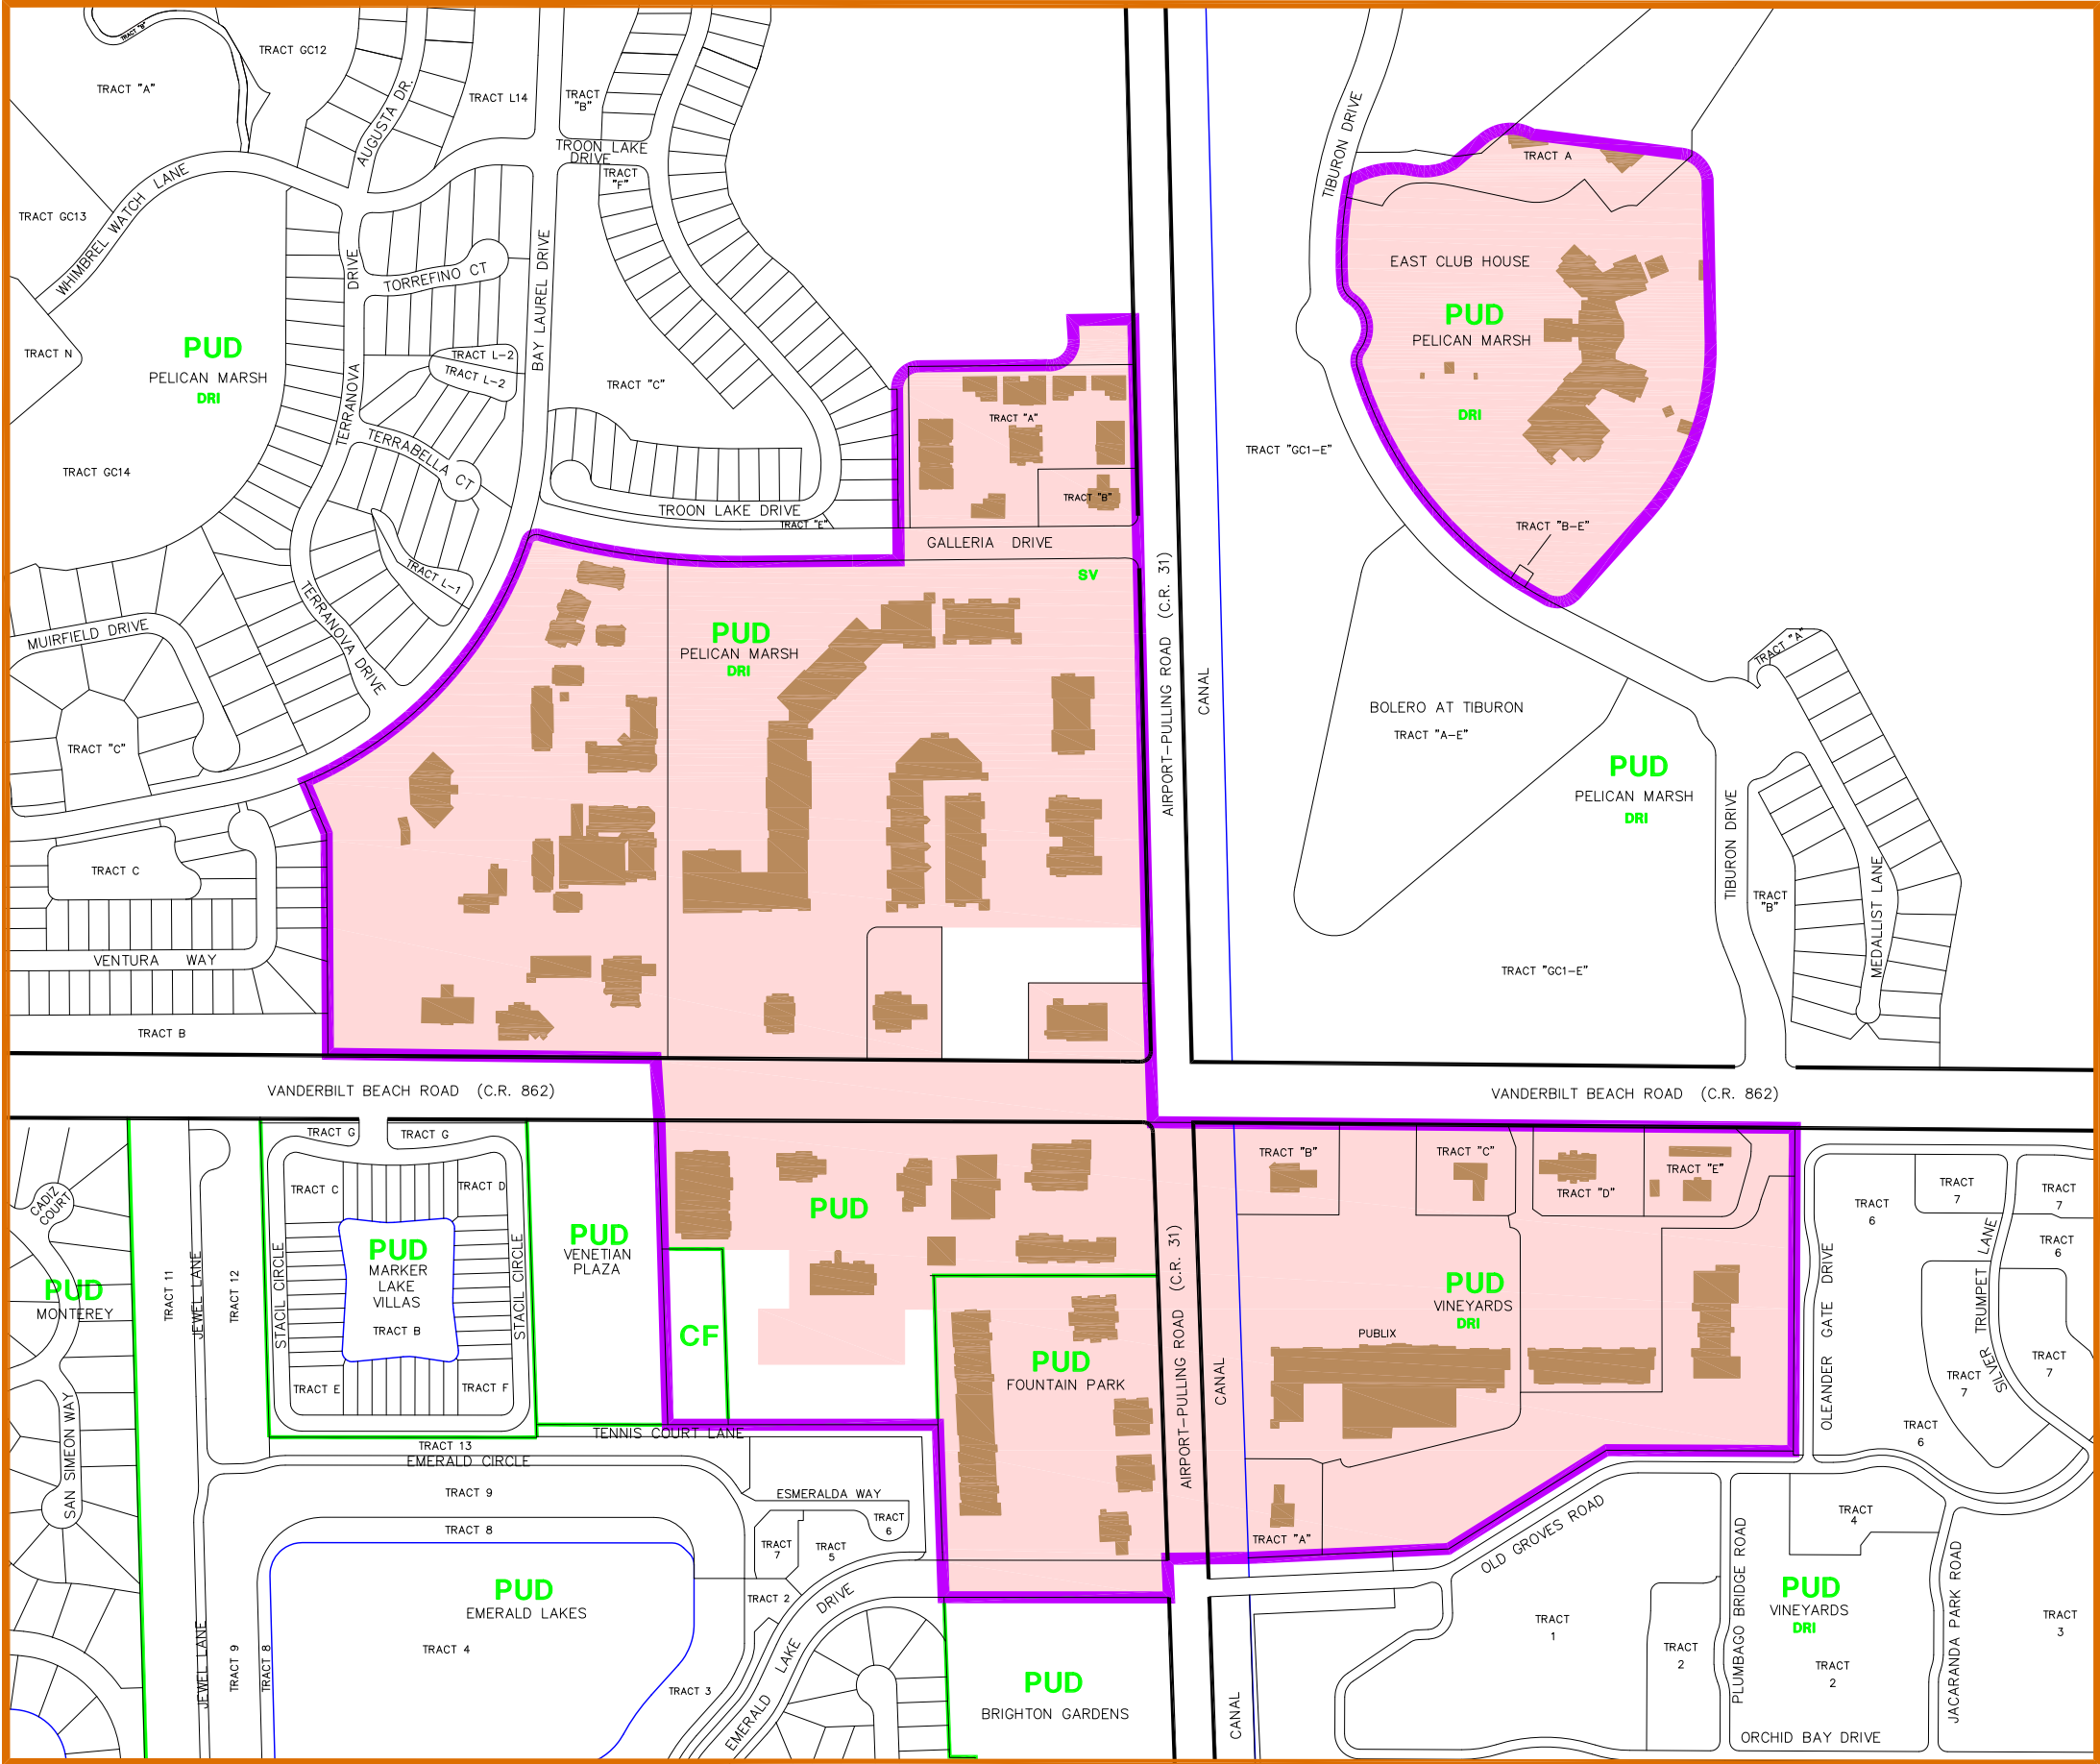 TRACT "B"
TRACT GC12
TRACT "A"
AUGUSTA DR.
TRACT L14
TRACT
"B"
TROON LAKE
DRIVE
TRACT
"F"
WHIMBREL WATCH LANE
TRACT GC13
TRACT N
PUD
PELICAN MARSH
DRI
TRACT GC14
TERRANOVA DRIVE
TORREFINO CT
BAY LAUREL DRIVE
TRACT L-2
TRACT L-2
TERRABELLA CT
TRACT L-1
TERRANOVA DRIVE
TRACT "C"
TROON LAKE DRIVE
TRACT "E"
TRACT "A"
TRACT "B"
GALLERIA DRIVE
SV
MUIRFIELD DRIVE
TRACT "C"
TRACT C
VENTURA WAY
TRACT B
PUD
PELICAN MARSH
DRI
AIRPORT-PULLING ROAD (C.R. 31)
CANAL
TIBURON DRIVE
TRACT A
EAST CLUB HOUSE
PUD
PELICAN MARSH
DRI
TRACT "GC1-E"
TRACT "B-E"
BOLERO AT TIBURON
TRACT "A-E"
TRACT "A"
PUD
PELICAN MARSH
DRI
TIBURON DRIVE
TRACT
"B"
MEDALLIST LANE
TRACT "GC1-E"
VANDERBILT BEACH ROAD (C.R. 862)
VANDERBILT BEACH ROAD (C.R. 862)
CADIZ
COURT
PUD
MONTEREY
SAN SIMEON WAY
TRACT 11
JEWEL LANE
TRACT 12
TRACT G
TRACT G
TRACT C
TRACT D
STACIL CIRCLE
PUD
MARKER
LAKE
VILLAS
TRACT B
STACIL CIRCLE
TRACT E
TRACT F
PUD
VENETIAN
PLAZA
CF
PUD
PUD
FOUNTAIN PARK
AIRPORT-PULLING ROAD (C.R. 31)
CANAL
TRACT "B"
TRACT "C"
TRACT "D"
TRACT "E"
PUD
VINEYARDS
DRI
PUBLIX
TRACT "A"
OLEANDER GATE DRIVE
TRACT
6
TRACT
7
TRACT
7
TRACT
6
SILVER TRUMPET LANE
TRACT
7
TRACT
7
TRACT
6
TENNIS COURT LANE
TRACT 13
EMERALD CIRCLE
TRACT 9
TRACT 8
ESMERALDA WAY
TRACT
6
TRACT
7
TRACT
5
PUD
EMERALD LAKES
TRACT 4
TRACT 2
TRACT 3
EMERALD LAKE DRIVE
JEWEL LANE
TRACT 9
TRACT 8
PUD
BRIGHTON GARDENS
CANAL
OLD GROVES ROAD
TRACT
1
TRACT
2
PLUMBAGO BRIDGE ROAD
TRACT
4
PUD
VINEYARDS
DRI
TRACT
2
JACARANDA PARK ROAD
TRACT
3
ORCHID BAY DRIVE